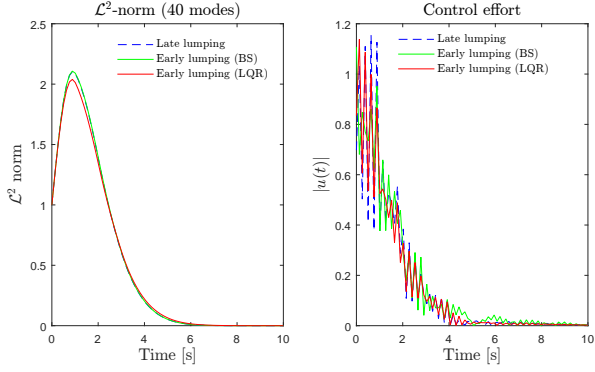 ℒ²-norm (40 modes)
2.5
2
1.5
1
0.5
0
ℒ² norm
Late lumping
Early lumping (BS)
Early lumping (LQR)
0 2 4 6 8 10
Time [s]
Control effort
1.2
1
0.8
0.6
0.4
0.2
0
|u(t)|
Late lumping
Early lumping (BS)
Early lumping (LQR)
0 2 4 6 8 10
Time [s]